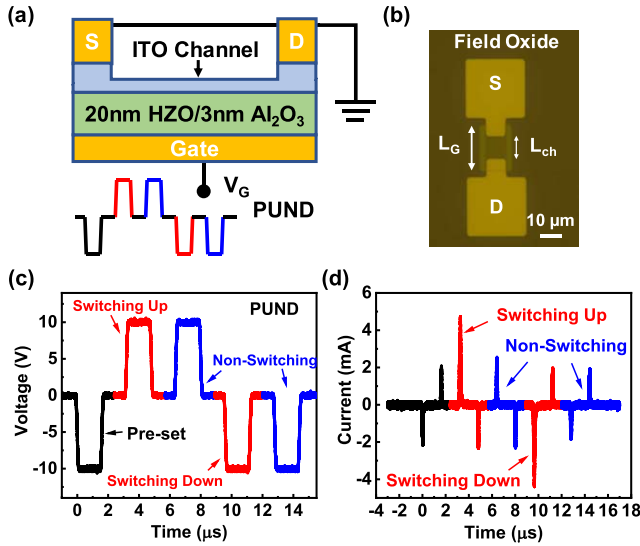 (a)
S
D
ITO Channel
20nm HZO/3nm Al₂O₃
Gate
V_G
PUND
(b)
Field Oxide
S
L_G
L_ch
D
10 μm
(c)
Switching Up
PUND
Non-Switching
Pre-set
Switching Down
Voltage (V)
10
5
0
-5
-10
0 2 4 6 8 10 12 14
Time (μs)
(d)
Switching Up
Non-Switching
Switching Down
Current (mA)
6
4
2
0
-2
-4
-4 -2 0 2 4 6 8 10 12 14 16 18
Time (μs)